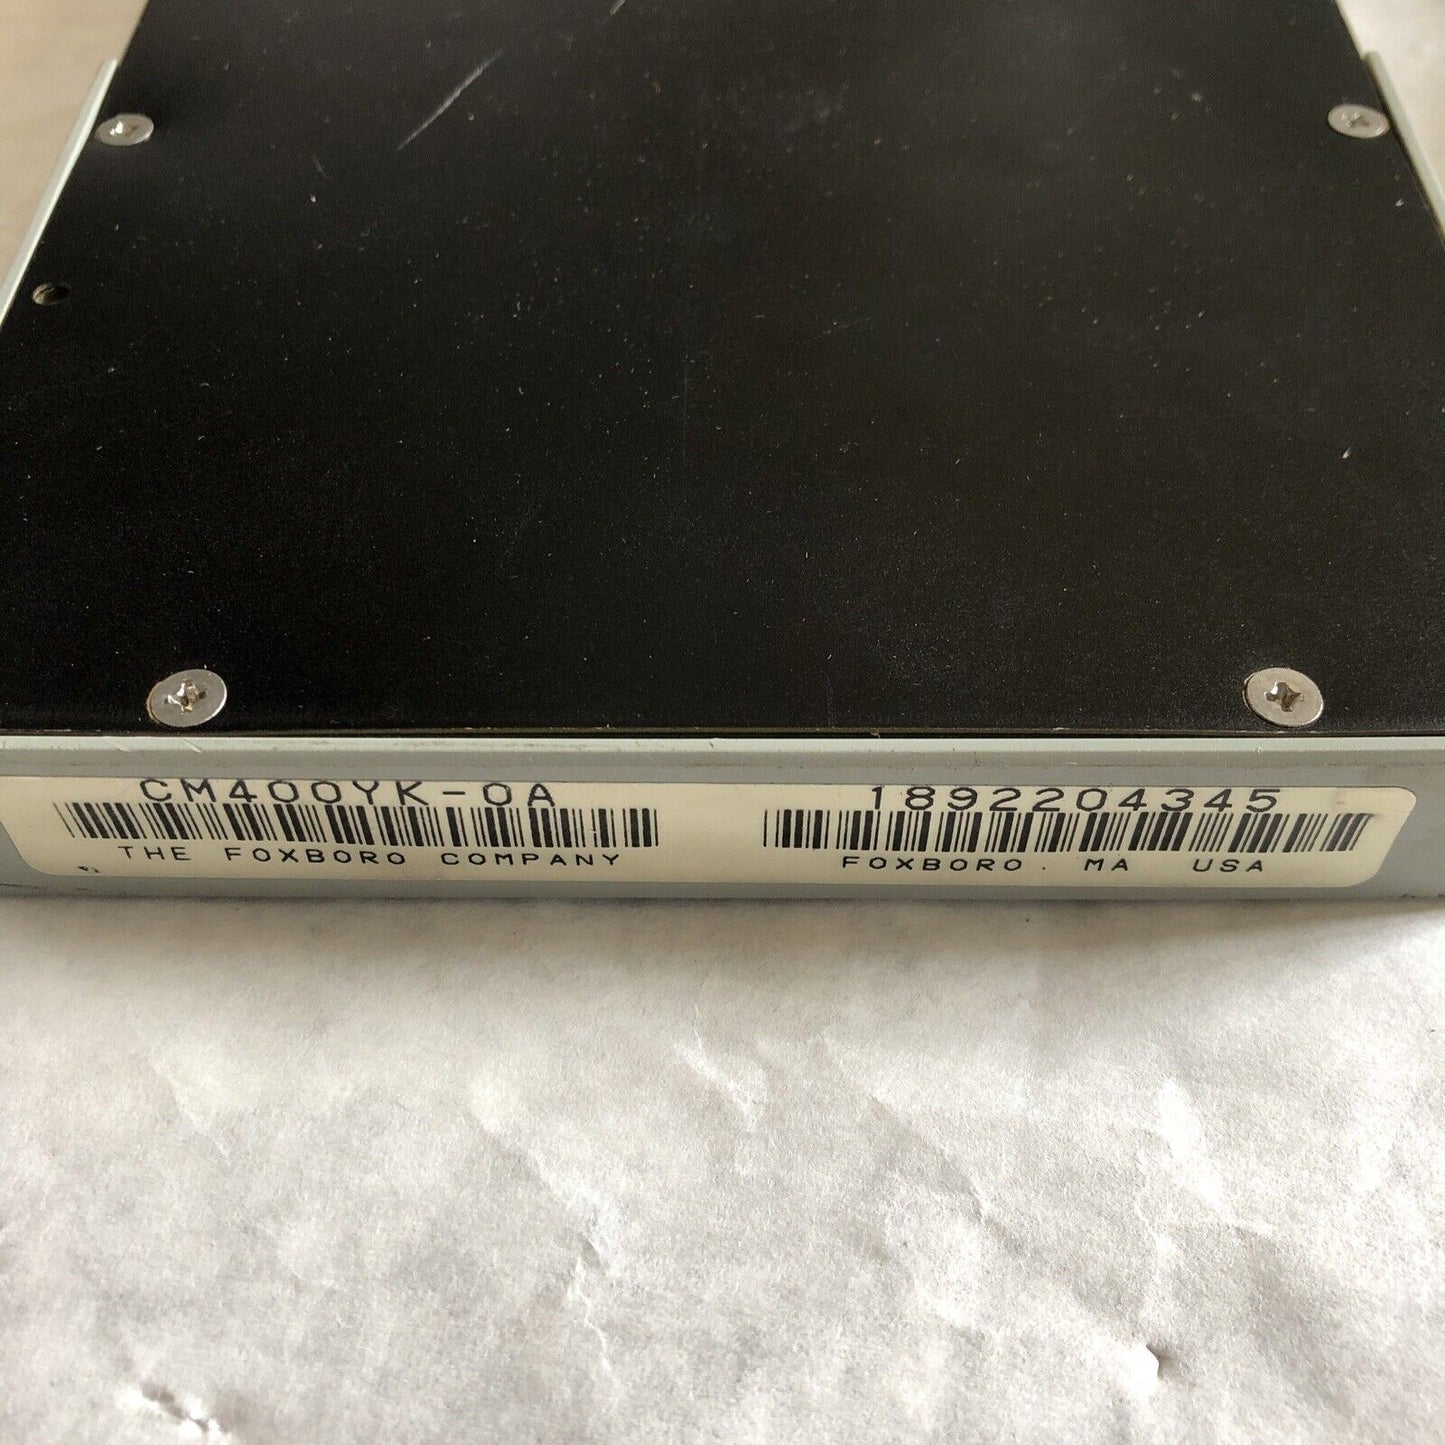 CM400YK-0A 1892204345
THE FOXBORO COMPANY FOXBORO. MA USA